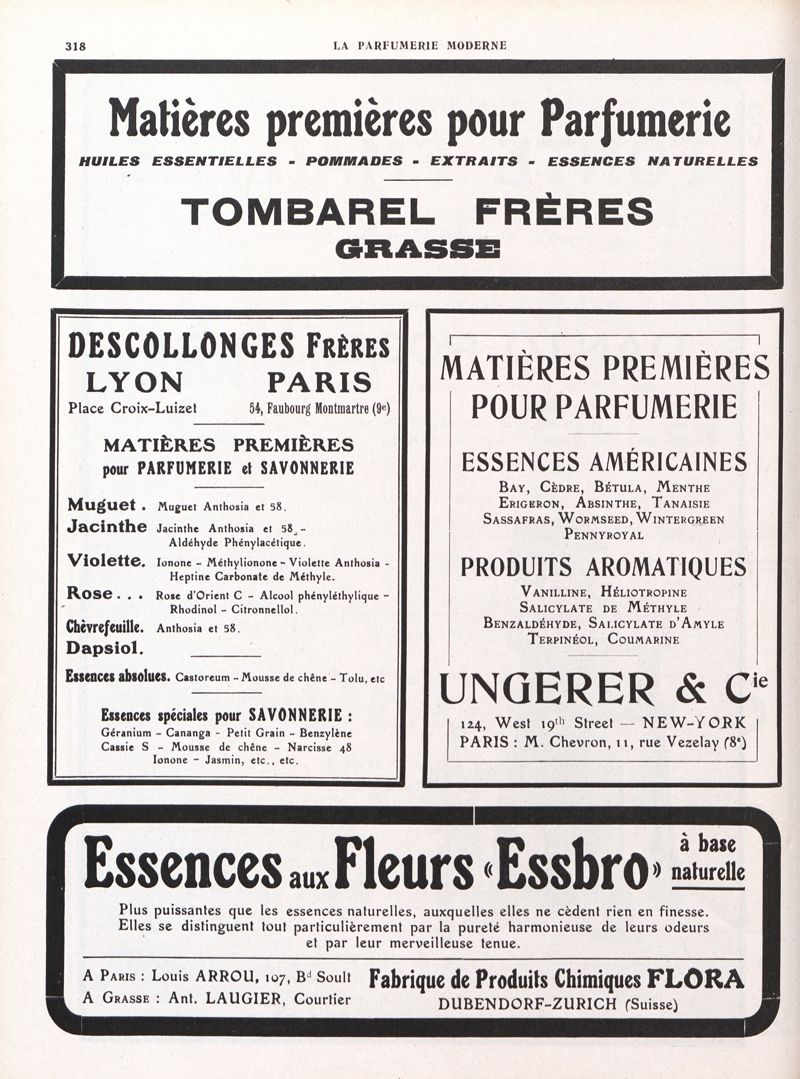 318
LA PARFUMERIE MODERNE
Matières premières pour Parfumerie
HUILES ESSENTIELLES - POMMADES - EXTRAITS - ESSENCES NATURELLES
TOMBAREL FRÈRES
GRASSE
DESCOLLONGES FRÈRES
LYON PARIS
Place Croix-Luizet 54, Faubourg Montmartre (9e)
MATIÈRES PREMIÈRES
pour PARFUMERIE et SAVONNERIE
Muguet . Muguet Anthosia et 58.
Jacinthe Jacinthe Anthosia et 58 -
Aldéhyde Phénylacétique.
Violette. Ionone - Méthylionone - Violette Anthosia -
Heptine Carbonate de Méthyle.
Rose . . . Rose d'Orient C - Alcool phényléthylique -
Rhodinol - Citronnellol.
Chèvrefeuille. Anthosia et 58.
Dapsiol.
Essences absolues. Castoreum - Mousse de chêne - Tolu, etc
Essences spéciales pour SAVONNERIE :
Géranium - Cananga - Petit Grain - Benzylène
Cassie S - Mousse de chêne - Narcisse 48
Ionone - Jasmin, etc., etc.
MATIÈRES PREMIÈRES
POUR PARFUMERIE
ESSENCES AMÉRICAINES
BAY, CÈDRE, BÉTULA, MENTHE
ERIGERON, ABSINTHE, TANAISIE
SASSAFRAS, WORMSEED, WINTERGREEN
PENNYROYAL
PRODUITS AROMATIQUES
VANILLINE, HÉLIOTROPINE
SALICYLATE DE MÉTHYLE
BENZALDÉHYDE, SALICYLATE D'AMYLE
TERPINÉOL, COUMARINE
UNGERER & Cie
124, West 19th Street — NEW-YORK
PARIS : M. Chevron, 11, rue Vezelay (8e)
Essences aux Fleurs «Essbro» à base naturelle
Plus puissantes que les essences naturelles, auxquelles elles ne cèdent rien en finesse.
Elles se distinguent tout particulièrement par la pureté harmonieuse de leurs odeurs
et par leur merveilleuse tenue.
A PARIS : Louis ARROU, 107, Bd Soult
A GRASSE : Ant. LAUGIER, Courtier
Fabrique de Produits Chimiques FLORA
DUBENDORF-ZURICH (Suisse)